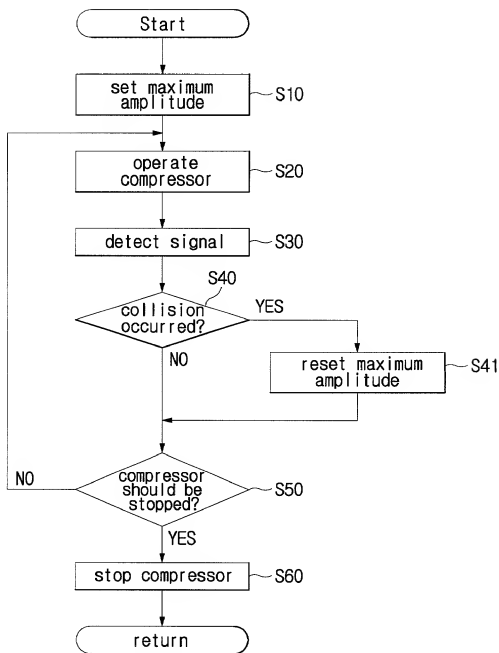 Start
set maximum
amplitude
S10
operate
compressor
S20
detect signal
S30
S40
collision
occurred?
YES
NO
reset maximum
amplitude
S41
NO
compressor
should be
stopped?
S50
YES
stop compressor
S60
return